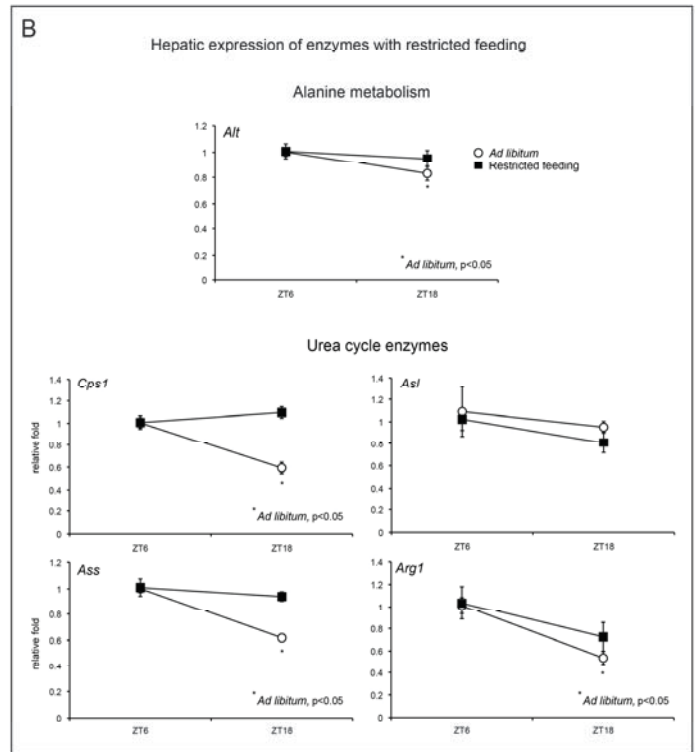 B
Hepatic expression of enzymes with restricted feeding
Alanine metabolism
Alt
1.2
1
0.8
0.6
0.4
0.2
0
ZT6
ZT18
Ad libitum
Restricted feeding
*
* Ad libitum, p<0.05
Urea cycle enzymes
Cps1
relative fold
1.4
1.2
1
0.8
0.6
0.4
0.2
0
ZT6
ZT18
*
* Ad libitum, p<0.05
Asl
1.4
1.2
1
0.8
0.6
0.4
0.2
0
ZT6
ZT18
Ass
relative fold
1.2
1
0.8
0.6
0.4
0.2
0
ZT6
ZT18
*
* Ad libitum, p<0.05
Arg1
1.4
1.2
1
0.8
0.6
0.4
0.2
0
ZT6
ZT18
*
* Ad libitum, p<0.05